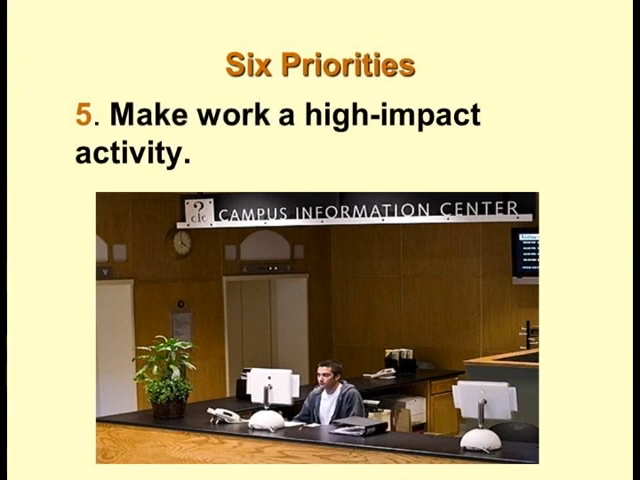 Six Priorities
5. Make work a high-impact
activity.
?
cic
CAMPUS INFORMATION CENTER